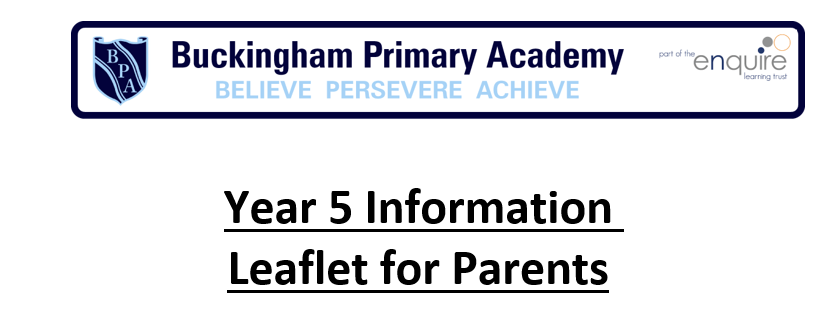 BPA
Buckingham Primary Academy
BELIEVE PERSEVERE ACHIEVE
part of the
enquire
learning trust
Year 5 Information
Leaflet for Parents